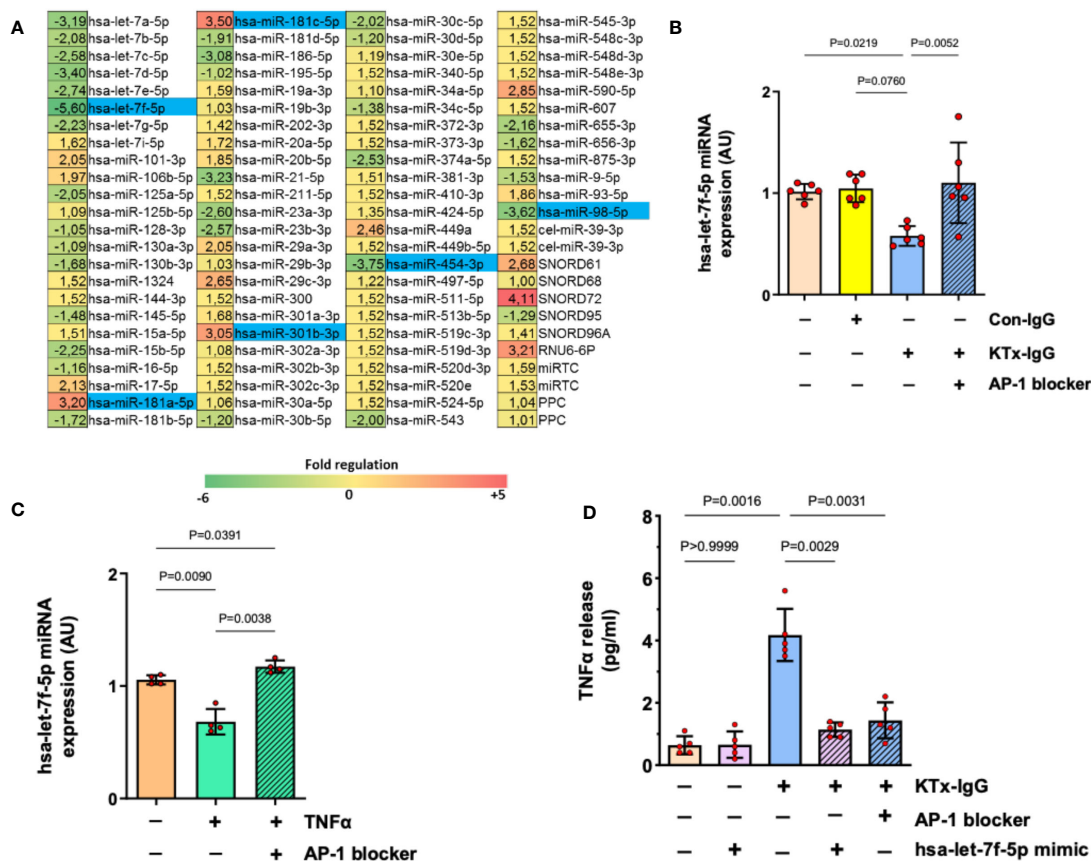 A
-3,19 hsa-let-7a-5p 3,50 hsa-miR-181c-5p -2,02 hsa-miR-30c-5p 1,52 hsa-miR-545-3p
-2,08 hsa-let-7b-5p -1,91 hsa-miR-181d-5p -1,20 hsa-miR-30d-5p 1,52 hsa-miR-548c-3p
-2,58 hsa-let-7c-5p -3,08 hsa-miR-186-5p 1,19 hsa-miR-30e-5p 1,52 hsa-miR-548d-3p
-3,40 hsa-let-7d-5p -1,02 hsa-miR-195-5p 1,52 hsa-miR-340-5p 1,52 hsa-miR-548e-3p
-2,74 hsa-let-7e-5p 1,59 hsa-miR-19a-3p 1,10 hsa-miR-34a-5p 2,85 hsa-miR-590-5p
-5,60 hsa-let-7f-5p 1,03 hsa-miR-19b-3p -1,38 hsa-miR-34c-5p 1,52 hsa-miR-607
-2,23 hsa-let-7g-5p 1,42 hsa-miR-202-3p 1,52 hsa-miR-372-3p -2,16 hsa-miR-655-3p
1,62 hsa-let-7i-5p 1,72 hsa-miR-20a-5p 1,52 hsa-miR-373-3p -1,62 hsa-miR-656-3p
2,05 hsa-miR-101-3p 1,85 hsa-miR-20b-5p -2,53 hsa-miR-374a-5p 1,52 hsa-miR-875-3p
1,97 hsa-miR-106b-5p -3,23 hsa-miR-21-5p 1,51 hsa-miR-381-3p -1,53 hsa-miR-9-5p
-2,05 hsa-miR-125a-5p 1,52 hsa-miR-211-5p 1,52 hsa-miR-410-3p 1,86 hsa-miR-93-5p
1,09 hsa-miR-125b-5p -2,60 hsa-miR-23a-3p 1,35 hsa-miR-424-5p -3,62 hsa-miR-98-5p
-1,05 hsa-miR-128-3p -2,57 hsa-miR-23b-3p 2,46 hsa-miR-449a 1,52 cel-miR-39-3p
-1,09 hsa-miR-130a-3p 2,05 hsa-miR-29a-3p 1,52 hsa-miR-449b-5p 1,52 cel-miR-39-3p
-1,68 hsa-miR-130b-3p 1,03 hsa-miR-29b-3p -3,75 hsa-miR-454-3p 2,68 SNORD61
1,52 hsa-miR-1324 2,65 hsa-miR-29c-3p 1,22 hsa-miR-497-5p 1,00 SNORD68
1,52 hsa-miR-144-3p 1,52 hsa-miR-300 1,52 hsa-miR-511-5p 4,11 SNORD72
-1,48 hsa-miR-145-5p 1,68 hsa-miR-301a-3p 1,52 hsa-miR-513b-5p -1,29 SNORD95
1,51 hsa-miR-15a-5p 3,05 hsa-miR-301b-3p 1,52 hsa-miR-519c-3p 1,41 SNORD96A
-2,25 hsa-miR-15b-5p 1,08 hsa-miR-302a-3p 1,52 hsa-miR-519d-3p 3,21 RNU6-6P
-1,16 hsa-miR-16-5p 1,52 hsa-miR-302b-3p 1,52 hsa-miR-520d-3p 1,59 miRTC
2,13 hsa-miR-17-5p 1,52 hsa-miR-302c-3p 1,52 hsa-miR-520e 1,53 miRTC
3,20 hsa-miR-181a-5p 1,06 hsa-miR-30a-5p 1,52 hsa-miR-524-5p 1,04 PPC
-1,72 hsa-miR-181b-5p -1,20 hsa-miR-30b-5p -2,00 hsa-miR-543 1,01 PPC
Fold regulation
-6 0 +5
B
P=0.0219 P=0.0052
P=0.0760
hsa-let-7f-5p miRNA
expression (AU)
2
1
0
– + – – Con-IgG
– – + + KTx-IgG
– – – + AP-1 blocker
C
P=0.0391
P=0.0090
P=0.0038
hsa-let-7f-5p miRNA
expression (AU)
2
1
0
– + + TNFα
– – + AP-1 blocker
D
P=0.0016 P=0.0031
P>0.9999 P=0.0029
TNFα release
(pg/ml)
8
6
4
2
0
– – + + + KTx-IgG
– – – – + AP-1 blocker
– + – + – hsa-let-7f-5p mimic